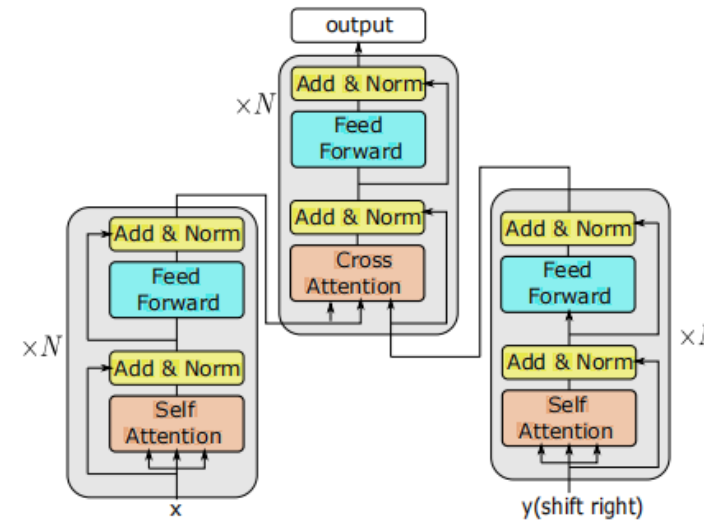 output
Add & Norm
×N
Feed
Forward
Add & Norm
Cross
Attention
Add & Norm
Feed
Forward
×N
Add & Norm
Self
Attention
x
Add & Norm
Feed
Forward
Add & Norm
Self
Attention
y(shift right)